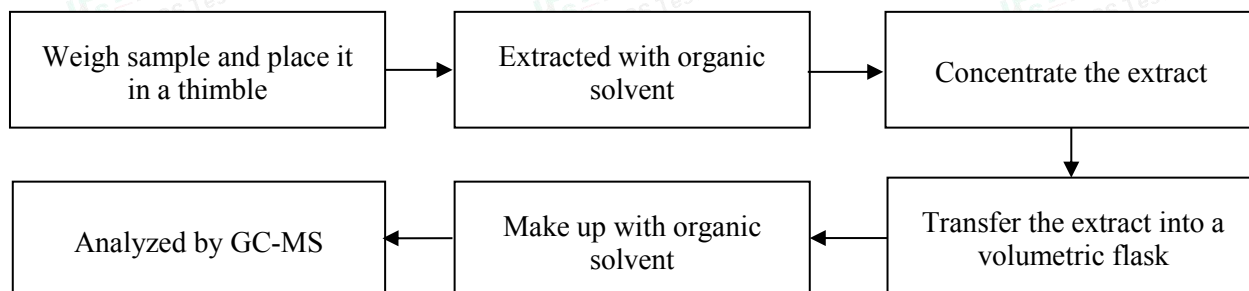 Weigh sample and place it
in a thimble
Extracted with organic
solvent
Concentrate the extract
Transfer the extract into a
volumetric flask
Make up with organic
solvent
Analyzed by GC-MS